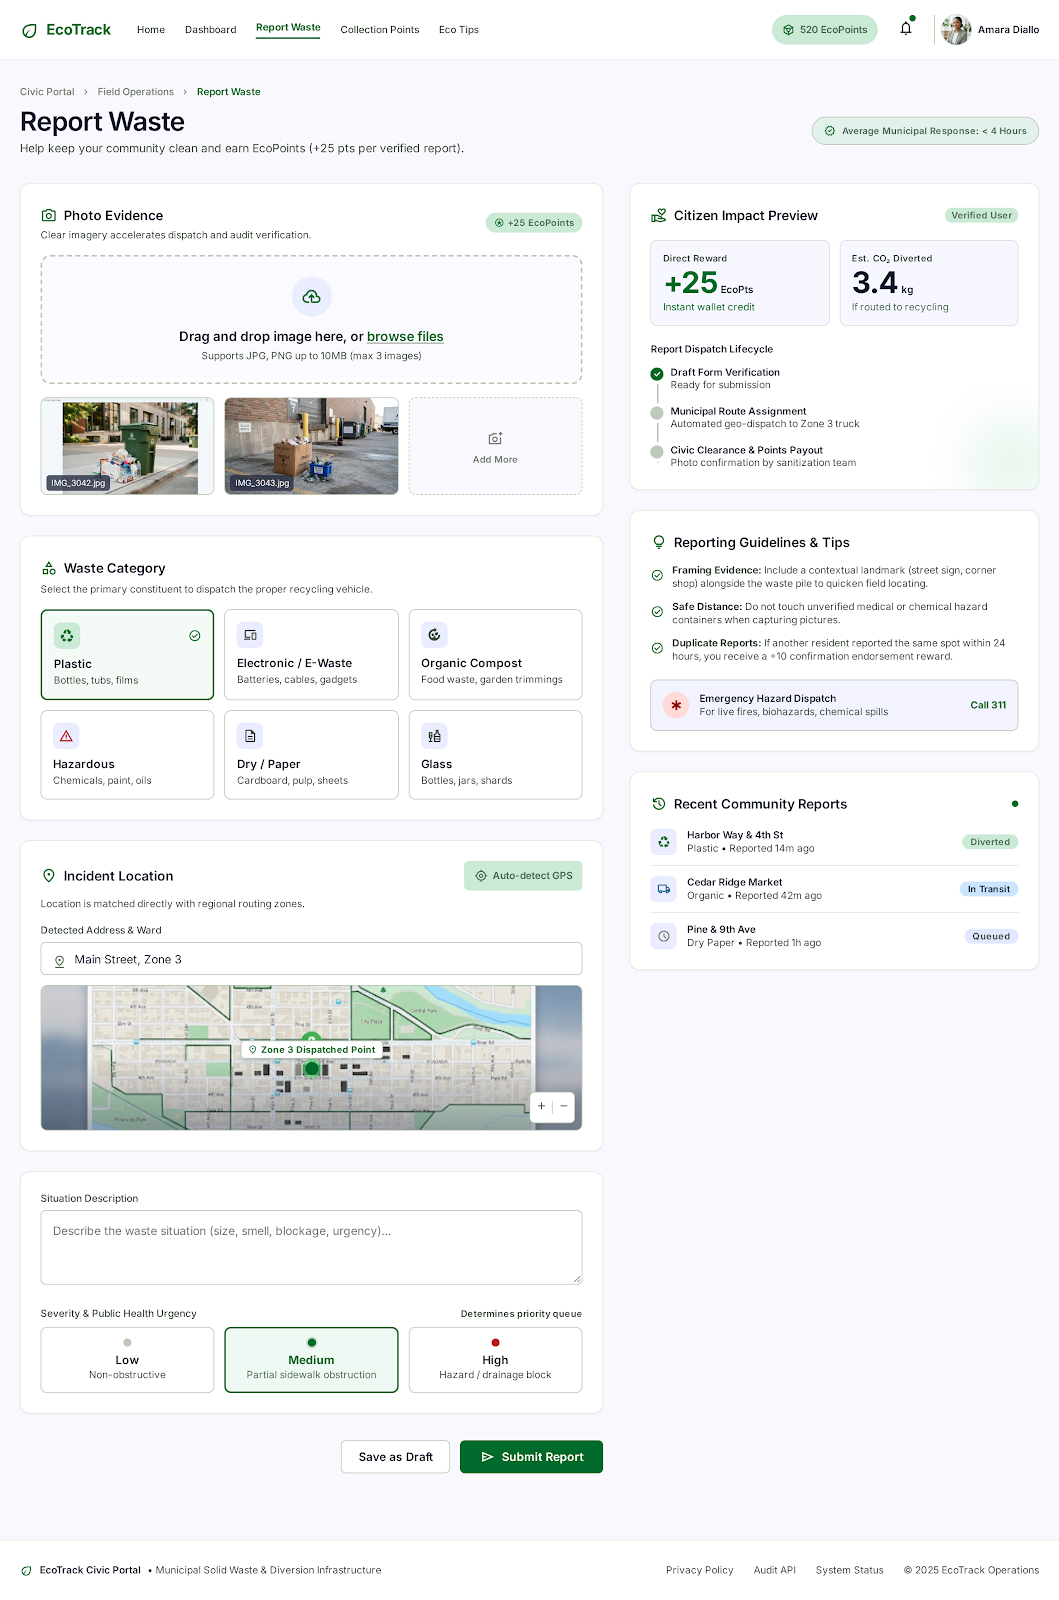 EcoTrack
Home
Dashboard
Report Waste
Collection Points
Eco Tips
520 EcoPoints
Amara Diallo
Civic Portal › Field Operations › Report Waste
Report Waste
Help keep your community clean and earn EcoPoints (+25 pts per verified report).
Average Municipal Response: < 4 Hours
Photo Evidence
Clear imagery accelerates dispatch and audit verification.
+25 EcoPoints
Drag and drop image here, or browse files
Supports JPG, PNG up to 10MB (max 3 images)
IMG_3042.jpg
IMG_3043.jpg
Add More
Waste Category
Select the primary constituent to dispatch the proper recycling vehicle.
Plastic
Bottles, tubs, films
Electronic / E-Waste
Batteries, cables, gadgets
Organic Compost
Food waste, garden trimmings
Hazardous
Chemicals, paint, oils
Dry / Paper
Cardboard, pulp, sheets
Glass
Bottles, jars, shards
Incident Location
Auto-detect GPS
Location is matched directly with regional routing zones.
Detected Address & Ward
Main Street, Zone 3
City Plaza
Central Park
Zone 3 Dispatched Point
+ −
Situation Description
Describe the waste situation (size, smell, blockage, urgency)...
Severity & Public Health Urgency
Determines priority queue
Low
Non-obstructive
Medium
Partial sidewalk obstruction
High
Hazard / drainage block
Save as Draft
Submit Report
Citizen Impact Preview
Verified User
Direct Reward
+25 EcoPts
Instant wallet credit
Est. CO₂ Diverted
3.4 kg
If routed to recycling
Report Dispatch Lifecycle
Draft Form Verification
Ready for submission
Municipal Route Assignment
Automated geo-dispatch to Zone 3 truck
Civic Clearance & Points Payout
Photo confirmation by sanitization team
Reporting Guidelines & Tips
Framing Evidence: Include a contextual landmark (street sign, corner
shop) alongside the waste pile to quicken field locating.
Safe Distance: Do not touch unverified medical or chemical hazard
containers when capturing pictures.
Duplicate Reports: If another resident reported the same spot within 24
hours, you receive a +10 confirmation endorsement reward.
Emergency Hazard Dispatch
For live fires, biohazards, chemical spills
Call 311
Recent Community Reports
Harbor Way & 4th St
Plastic • Reported 14m ago
Diverted
Cedar Ridge Market
Organic • Reported 42m ago
In Transit
Pine & 9th Ave
Dry Paper • Reported 1h ago
Queued
EcoTrack Civic Portal • Municipal Solid Waste & Diversion Infrastructure
Privacy Policy
Audit API
System Status
© 2025 EcoTrack Operations